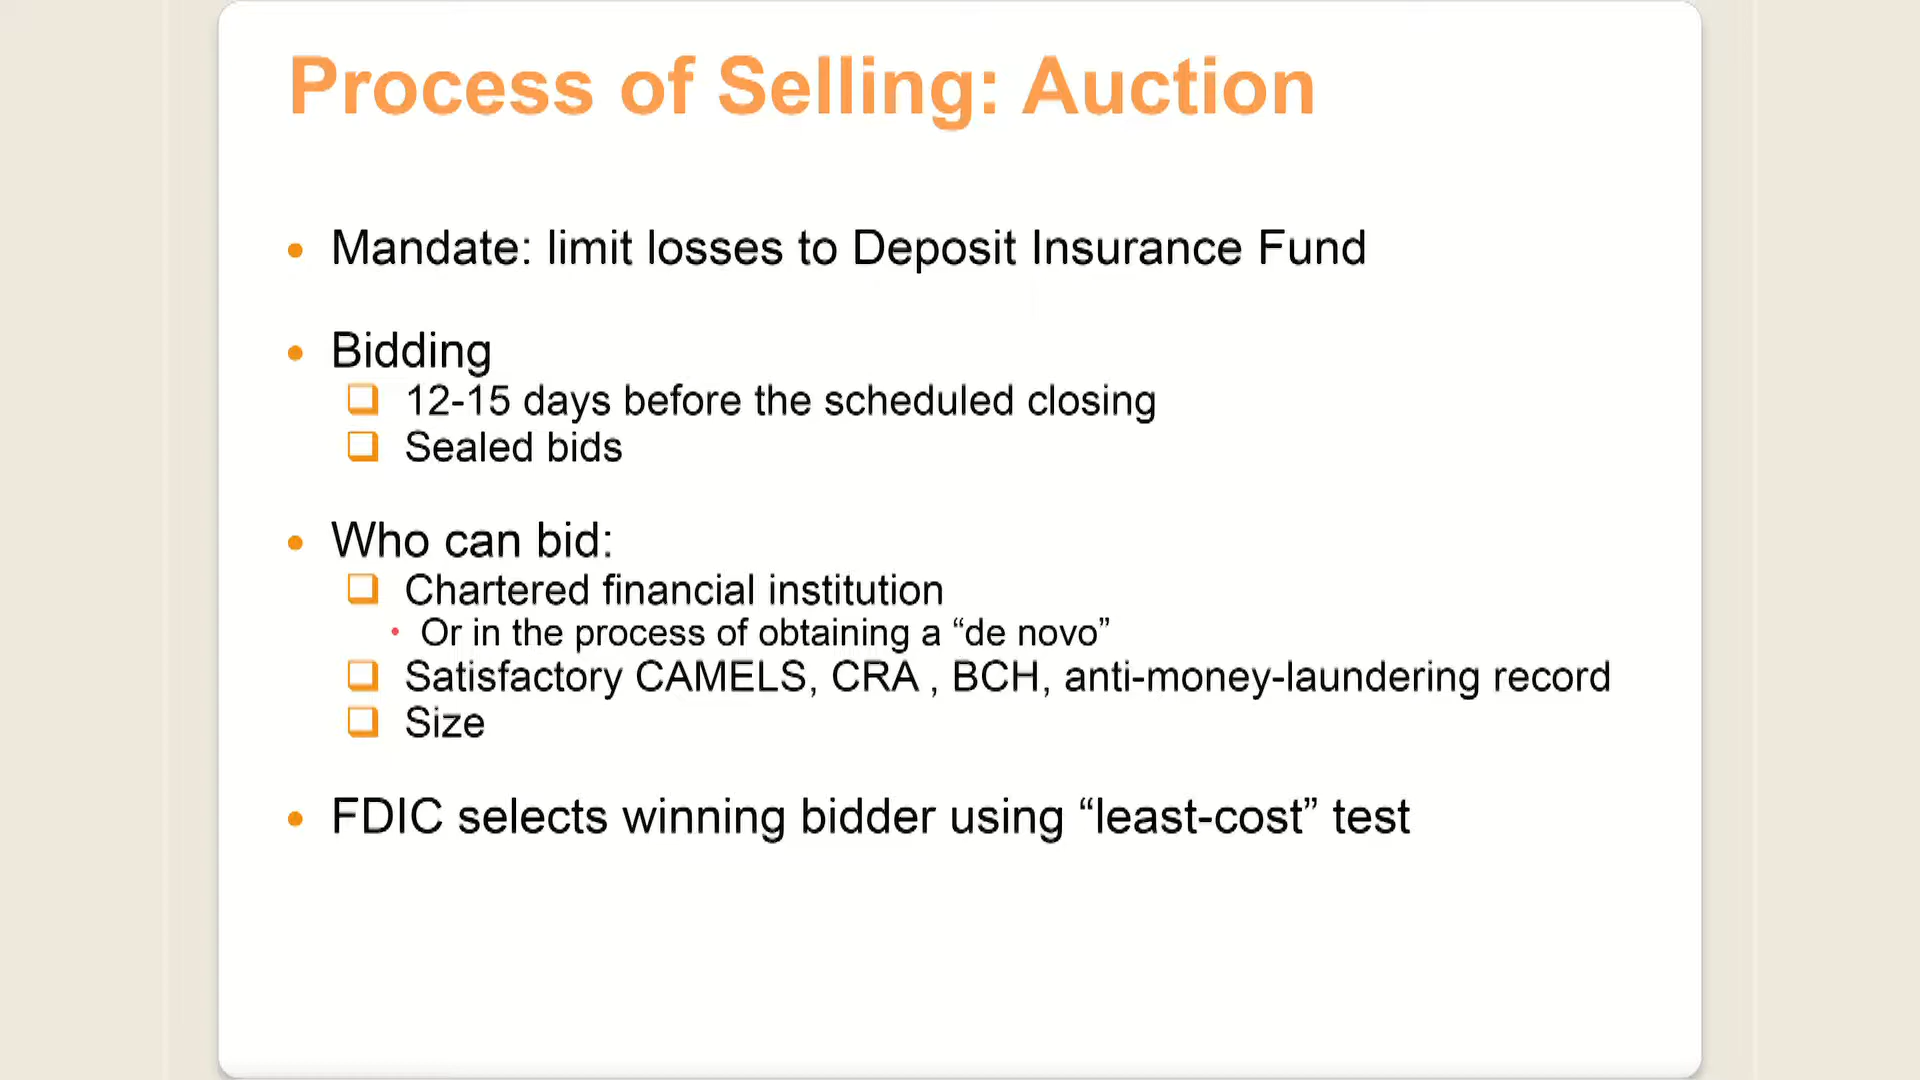 Process of Selling: Auction
• Mandate: limit losses to Deposit Insurance Fund
• Bidding
❑ 12-15 days before the scheduled closing
❑ Sealed bids
• Who can bid:
❑ Chartered financial institution
• Or in the process of obtaining a “de novo”
❑ Satisfactory CAMELS, CRA , BCH, anti-money-laundering record
❑ Size
• FDIC selects winning bidder using “least-cost” test